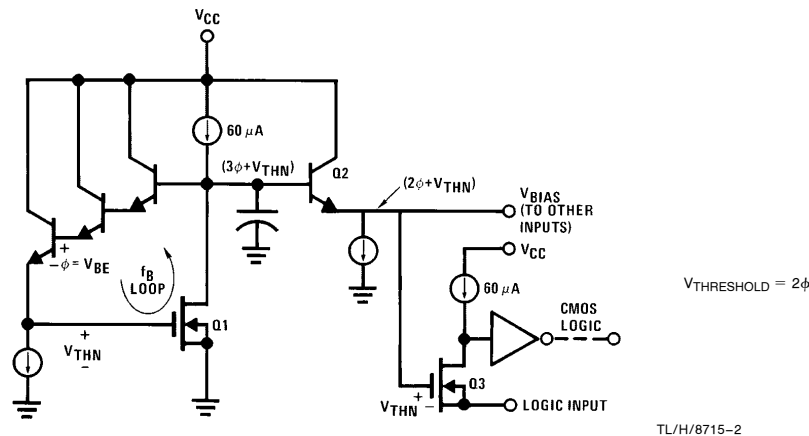 VCC
60 μA
(3ϕ+VTHN)
Q2
(2ϕ+VTHN)
VBIAS
(TO OTHER
INPUTS)
+
-ϕ = VBE
fB
LOOP
VCC
VTHRESHOLD = 2ϕ
60 μA
CMOS
LOGIC
Q1
+
VTHN
-
Q3
+
VTHN -
LOGIC INPUT
TL/H/8715-2